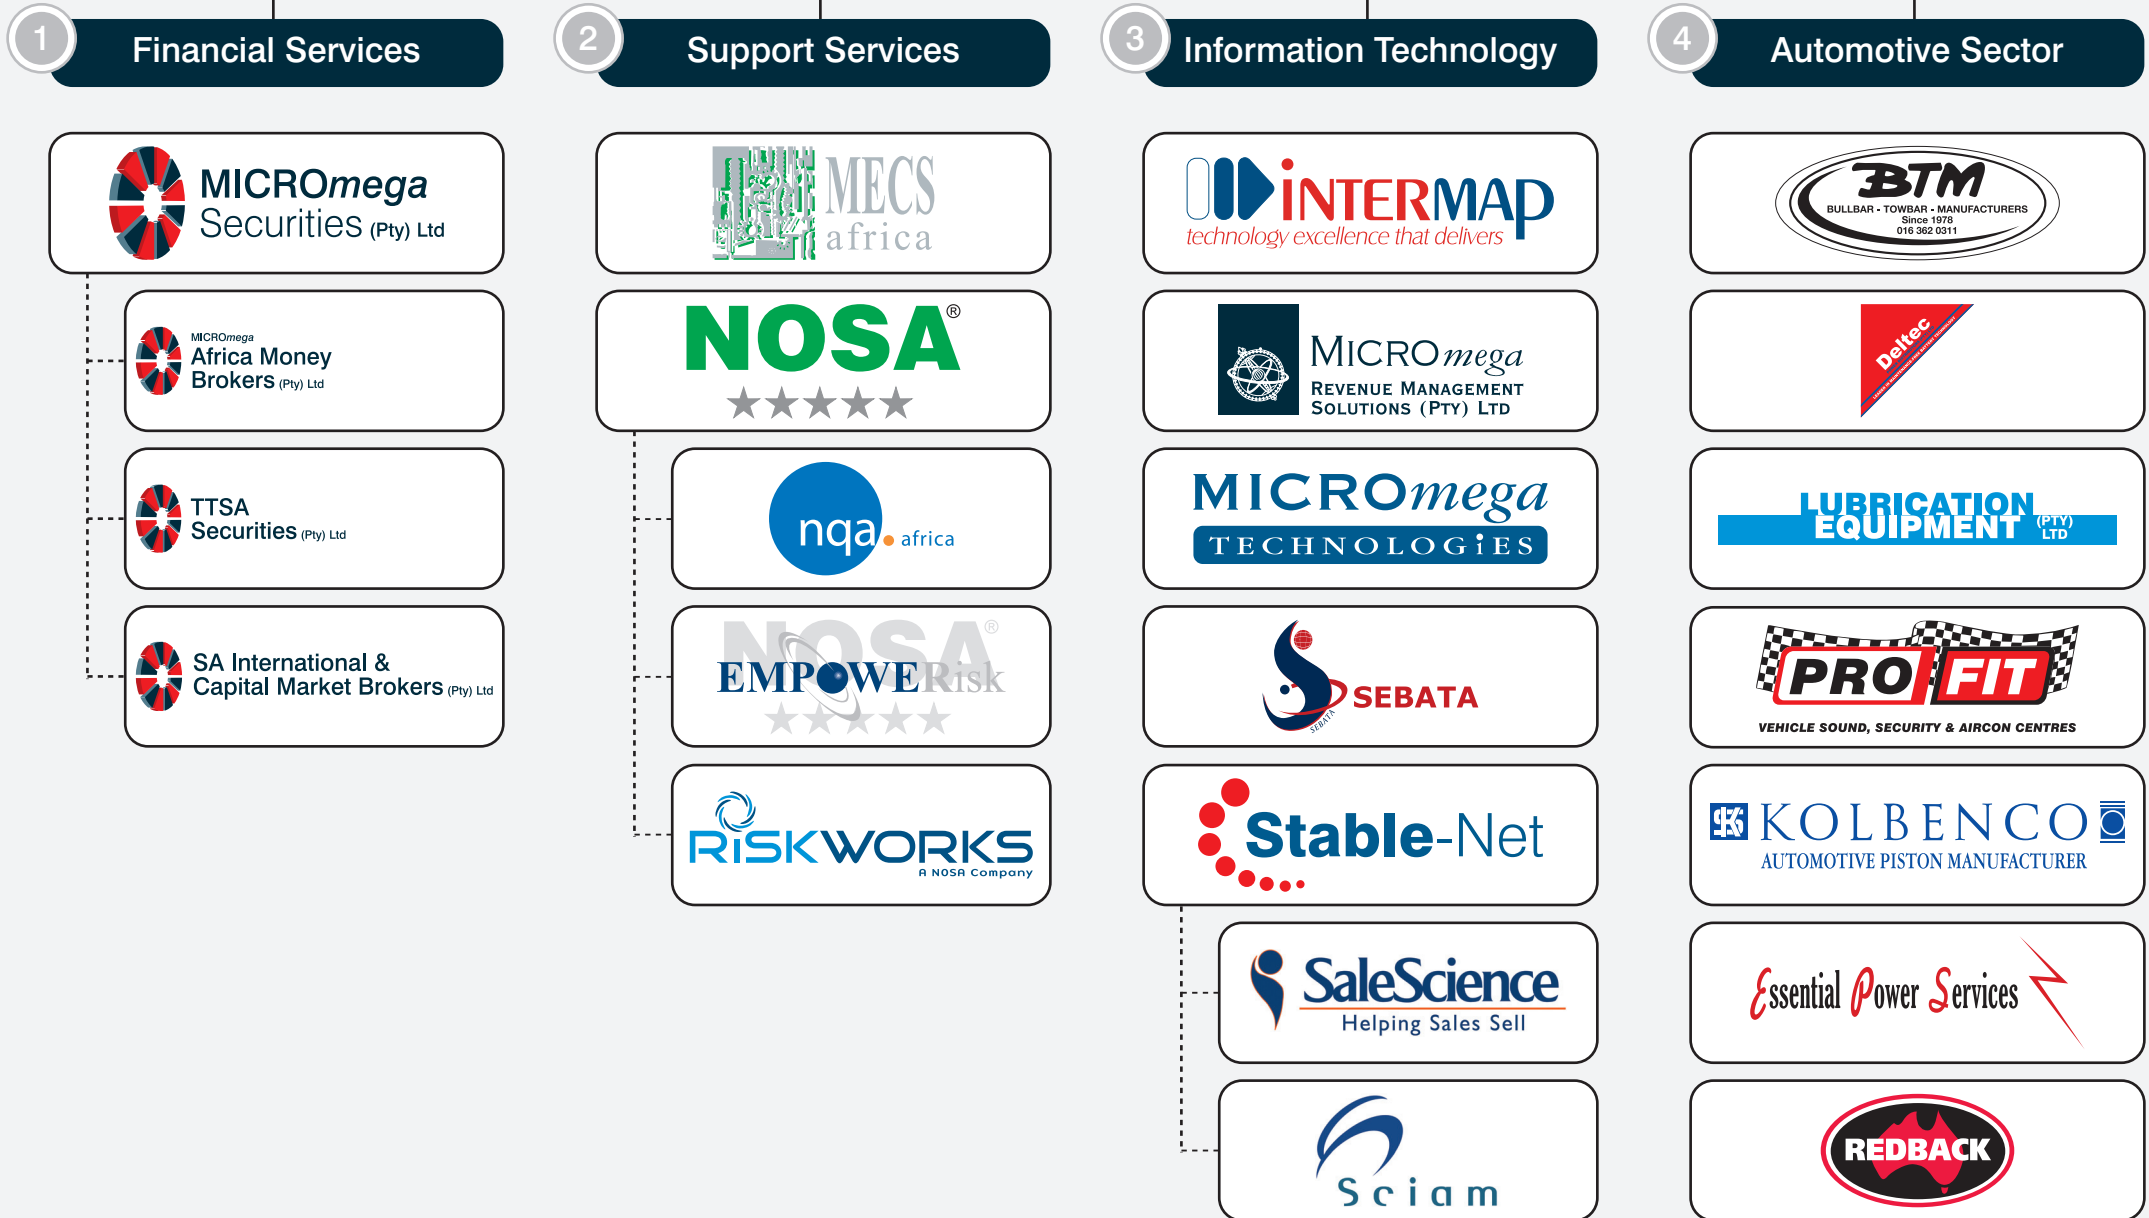 1
Financial Services
MICROmega
Securities (Pty) Ltd
MICROmega
Africa Money
Brokers (Pty) Ltd
TTSA
Securities (Pty) Ltd
SA International &
Capital Market Brokers (Pty) Ltd
2
Support Services
MECS
africa
NOSA®
nqa. africa
NOSA®
EMPOWERisk
RiSKWORKS
A NOSA Company
3
Information Technology
iNTERMAP
technology excellence that delivers
MICROmega
REVENUE MANAGEMENT
SOLUTIONS (PTY) LTD
MICROmega
TECHNOLOGiES
SEBATA
SEBATA
Stable-Net
SaleScience
Helping Sales Sell
Sciam
4
Automotive Sector
BTM
BULLBAR • TOWBAR • MANUFACTURERS
Since 1978
016 362 0311
Deltec
LUBRICATION
EQUIPMENT (PTY) LTD
PRO FIT
VEHICLE SOUND, SECURITY & AIRCON CENTRES
KS KOLBENCO
AUTOMOTIVE PISTON MANUFACTURER
Essential Power Services
REDBACK